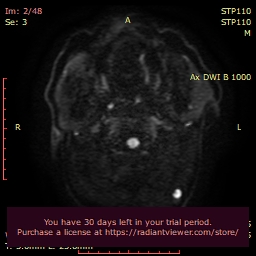 Im: 2/48
Se: 3
STP110
STP110
M
A
Ax DWI B 1000
R
L
You have 30 days left in your trial period.
Purchase a license at https://radiantviewer.com/store/